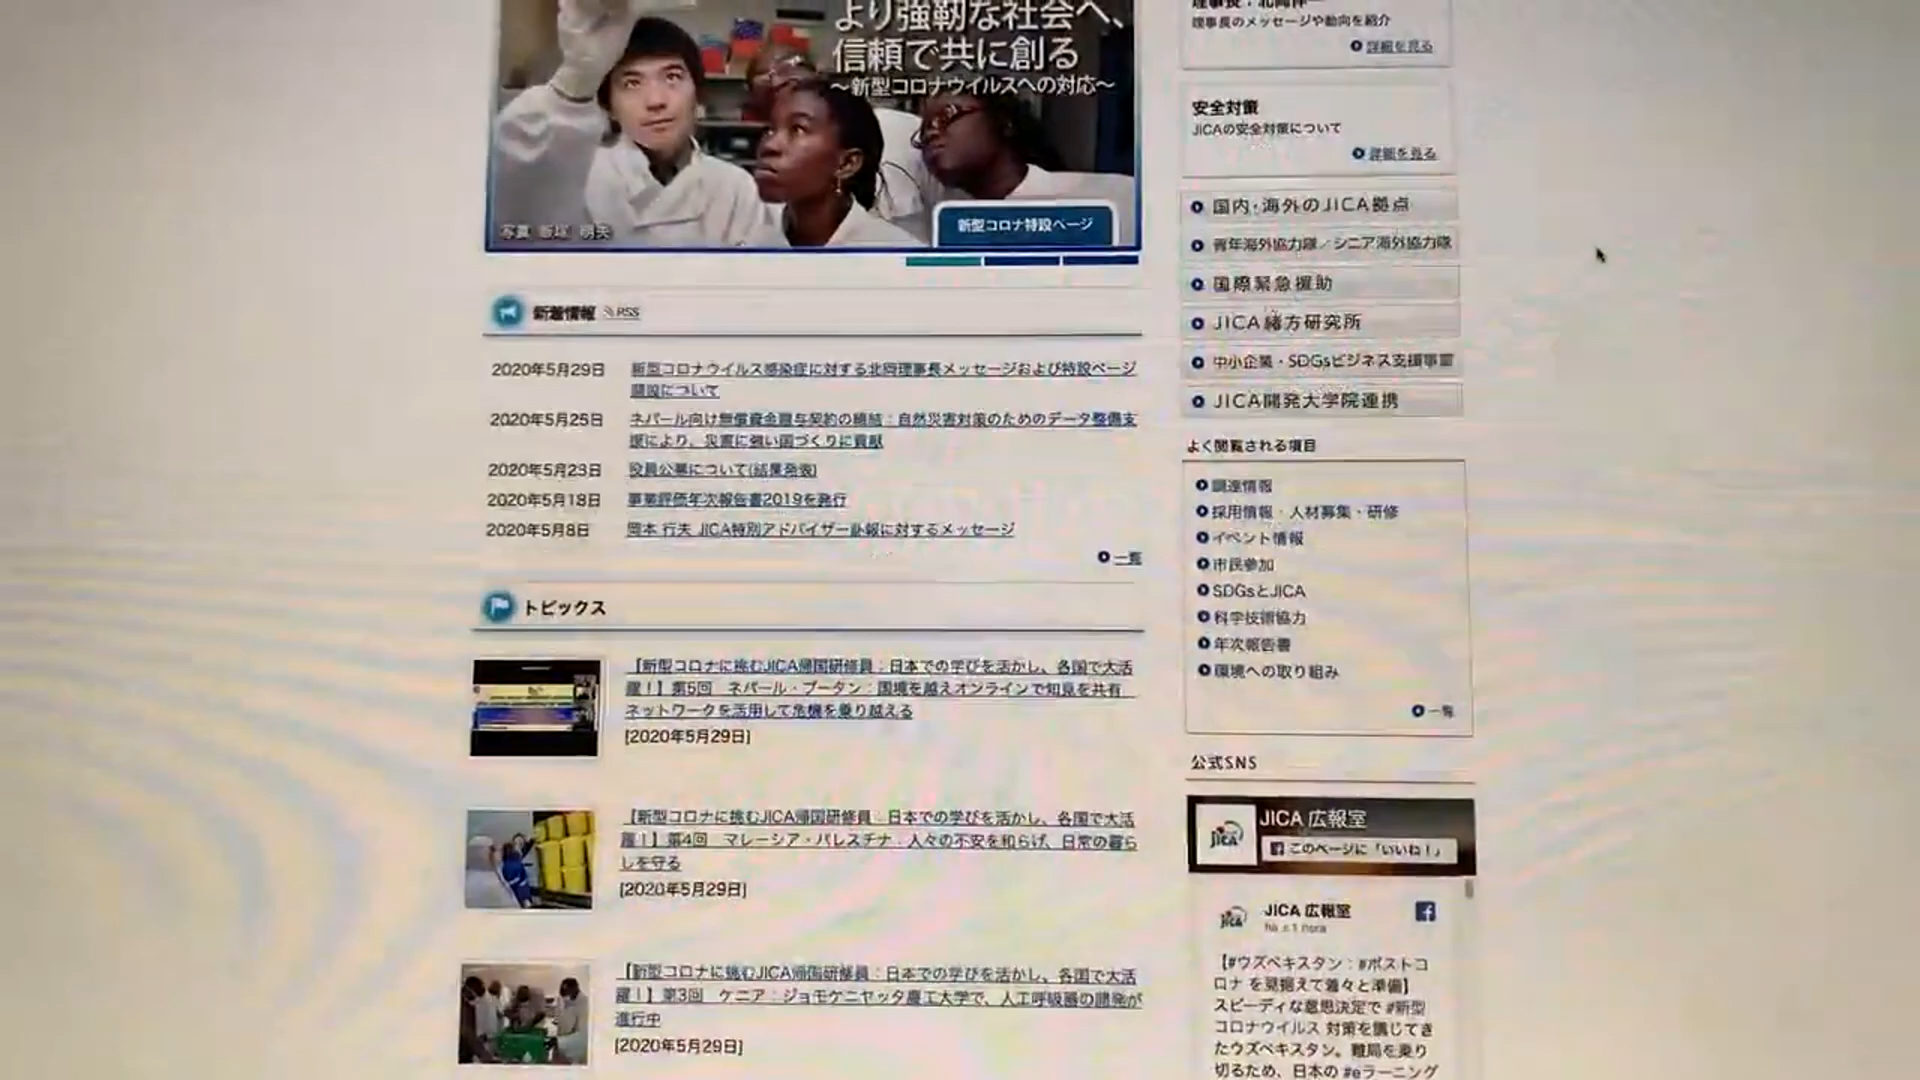 より強靭な社会へ、
信頼で共に創る
～新型コロナウイルスへの対応～
写真 飯塚 明夫
新型コロナ特設ページ
新着情報 RSS
2020年5月29日 新型コロナウイルス感染症に対する北岡理事長メッセージおよび特設ページ
開設について
2020年5月25日 ネパール向け無償資金贈与契約の締結：自然災害対策のためのデータ整備支
援により、災害に強い国づくりに貢献
2020年5月23日 役員公募について(結果発表)
2020年5月18日 事業評価年次報告書2019を発行
2020年5月8日 岡本 行夫 JICA特別アドバイザー訃報に対するメッセージ
一覧
トピックス
【新型コロナに挑むJICA帰国研修員：日本での学びを活かし、各国で大活
躍！】第5回 ネパール・ブータン：国境を越えオンラインで知見を共有
ネットワークを活用して危機を乗り越える
[2020年5月29日]
【新型コロナに挑むJICA帰国研修員：日本での学びを活かし、各国で大活
躍！】第4回 マレーシア・パレスチナ：人々の不安を和らげ、日常の暮ら
しを守る
[2020年5月29日]
【新型コロナに挑むJICA帰国研修員：日本での学びを活かし、各国で大活
躍！】第3回 ケニア：ジョモケニヤッタ農工大学で、人工呼吸器の開発が
進行中
[2020年5月29日]
理事長：北岡伸一
理事長のメッセージや動向を紹介
詳細を見る
安全対策
JICAの安全対策について
詳細を見る
国内・海外のJICA拠点
青年海外協力隊／シニア海外協力隊
国際緊急援助
JICA緒方研究所
中小企業・SDGsビジネス支援事業
JICA開発大学院連携
よく閲覧される項目
調達情報
採用情報・人材募集・研修
イベント情報
市民参加
SDGsとJICA
科学技術協力
年次報告書
環境への取り組み
一覧
公式SNS
JICA
JICA 広報室
このページに「いいね！」
JICA
JICA 広報室
【#ウズベキスタン：#ポストコ
ロナ を見据えて着々と準備】
スピーディな意思決定で #新型
コロナウイルス 対策を講じてき
たウズベキスタン。難局を乗り
切るため、日本の #eラーニング